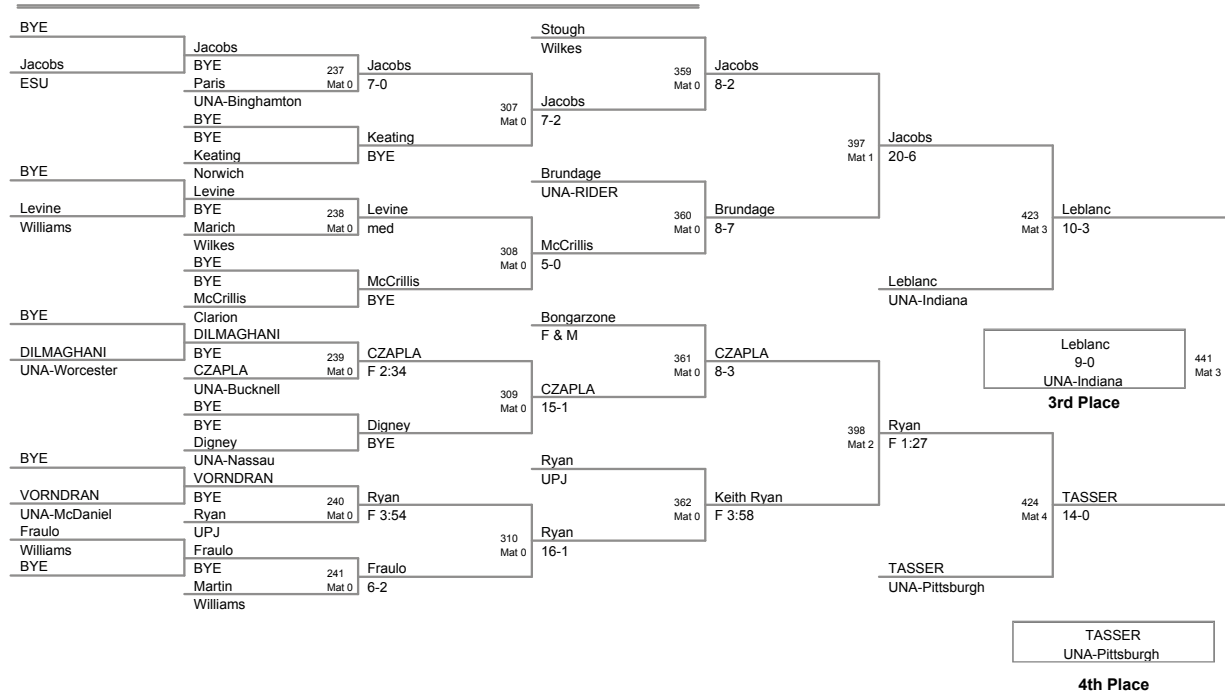 BYE
Jacobs
ESU
BYE
Levine
Williams
BYE
DILMAGHANI
UNA-Worcester
BYE
VORNDRAN
UNA-McDaniel
Fraulo
Williams
BYE
Jacobs
BYE
Paris
UNA-Binghamton
BYE
BYE
Keating
Norwich
Levine
BYE
Marich
Wilkes
BYE
BYE
McCrillis
Clarion
DILMAGHANI
BYE
CZAPLA
UNA-Bucknell
BYE
BYE
Digney
UNA-Nassau
VORNDRAN
BYE
Ryan
UPJ
Fraulo
BYE
Martin
Williams
237
Mat 0
238
Mat 0
239
Mat 0
240
Mat 0
241
Mat 0
Jacobs
7-0
Keating
BYE
Levine
med
McCrillis
BYE
CZAPLA
F 2:34
Digney
BYE
Ryan
F 3:54
Fraulo
6-2
307
Mat 0
308
Mat 0
309
Mat 0
310
Mat 0
Stough
Wilkes
Jacobs
7-2
Brundage
UNA-RIDER
McCrillis
5-0
Bongarzone
F & M
CZAPLA
15-1
Ryan
UPJ
Ryan
16-1
359
Mat 0
360
Mat 0
361
Mat 0
362
Mat 0
Jacobs
8-2
Brundage
8-7
CZAPLA
8-3
Keith Ryan
F 3:58
397
Mat 1
398
Mat 2
Jacobs
20-6
Leblanc
UNA-Indiana
Ryan
F 1:27
TASSER
UNA-Pittsburgh
423
Mat 3
424
Mat 4
Leblanc
10-3
TASSER
14-0
Leblanc
9-0
UNA-Indiana
441
Mat 3
3rd Place
TASSER
UNA-Pittsburgh
4th Place